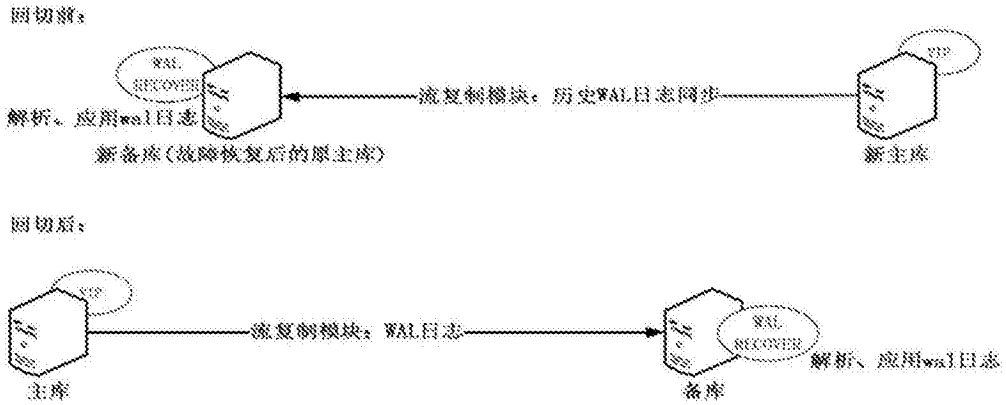 回切前：
VIP
WAL
RECOVER
流复制模块：历史WAL日志同步
解析、应用wal日志
新备库(故障恢复后的原主库)
新主库
回切后：
VIP
流复制模块：WAL日志
WAL
RECOVER
解析、应用wal日志
主库
备库